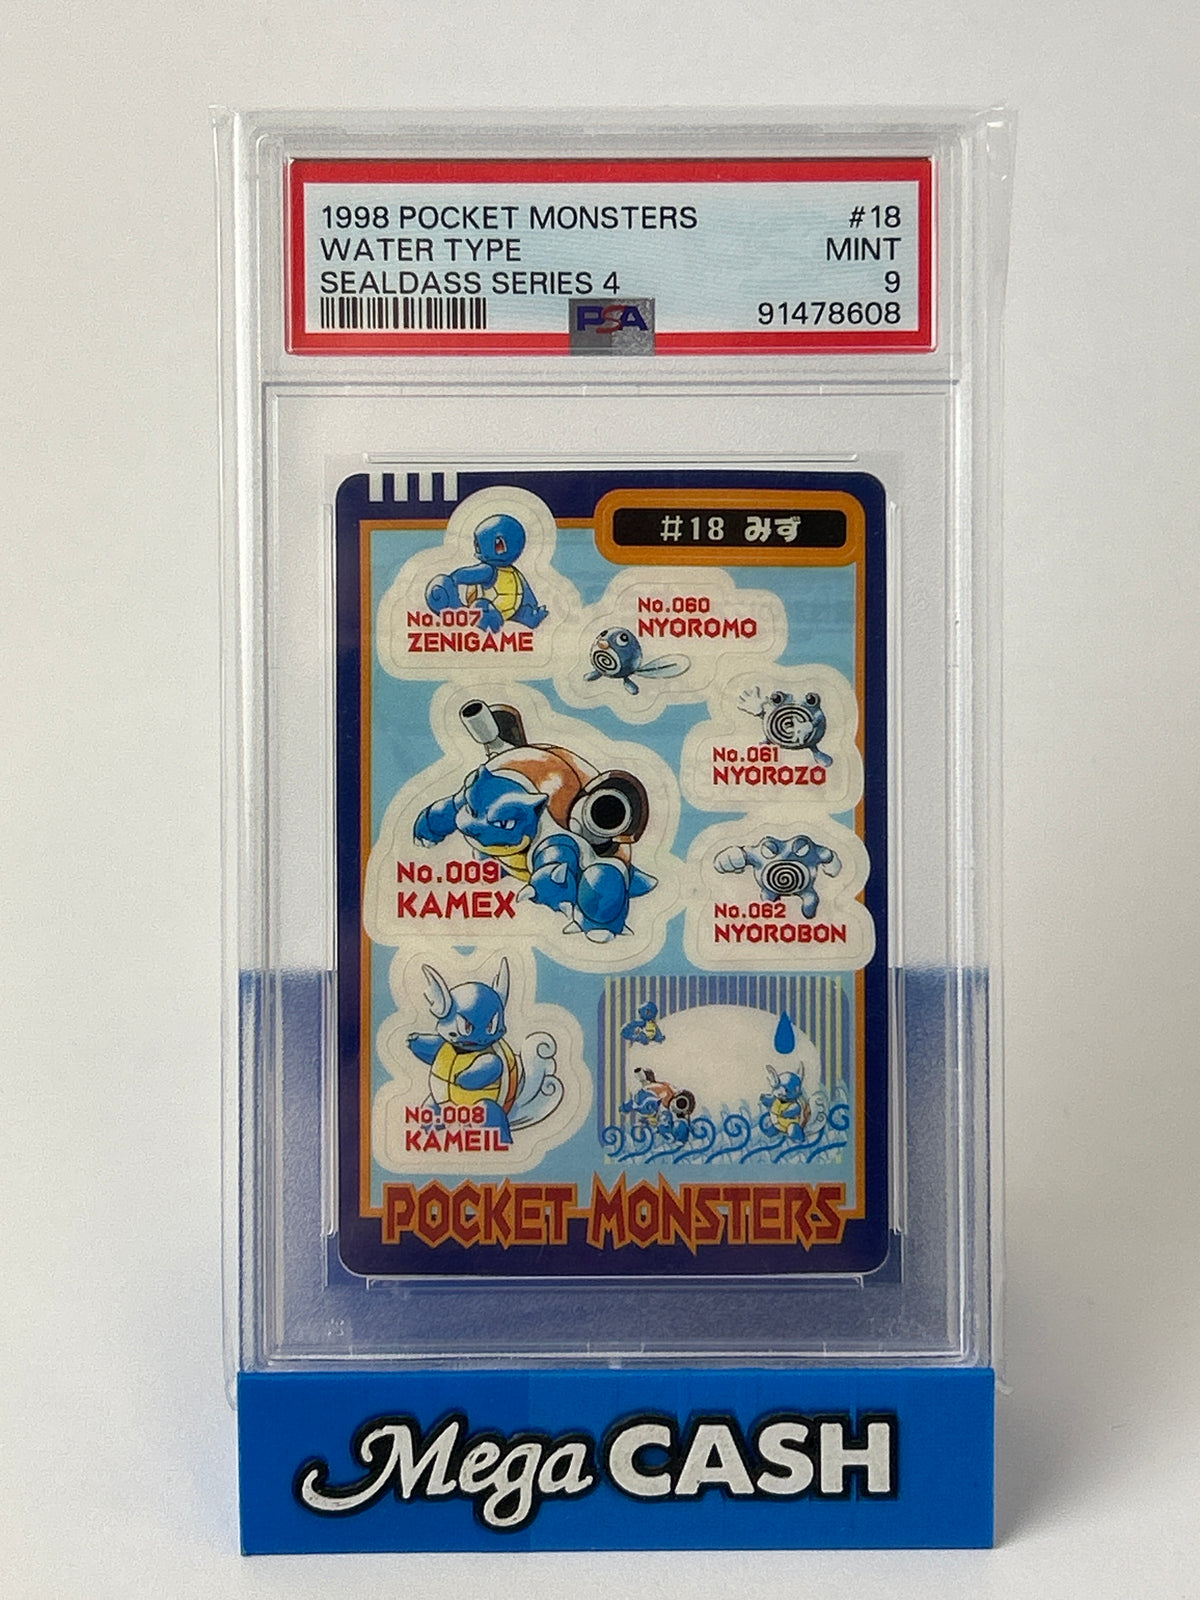 1998 POCKET MONSTERS #18
WATER TYPE MINT
SEALDASS SERIES 4 9
PSA 91478608
#18 みず
No.007
ZENIGAME
No.060
NYOROMO
No.061
NYOROZO
No.009
KAMEX
No.062
NYOROBON
No.008
KAMEIL
POCKET MONSTERS
Mega CASH